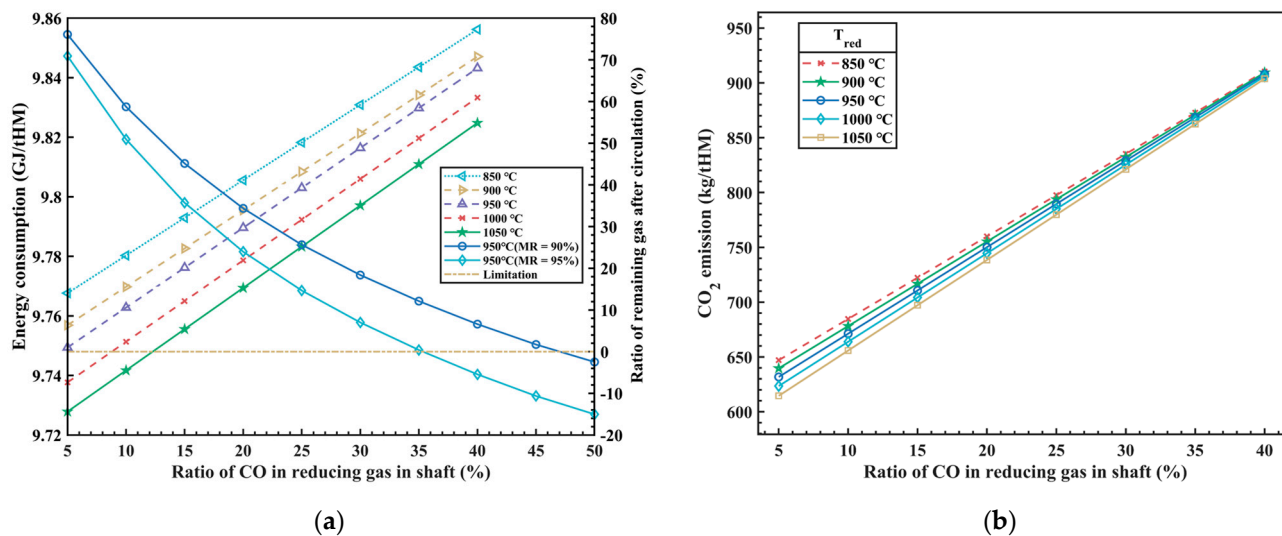 9.86
9.84
9.82
9.8
9.78
9.76
9.74
9.72
Energy consumption (GJ/tHM)
5 10 15 20 25 30 35 40 45 50
Ratio of CO in reducing gas in shaft (%)
80
70
60
50
40
30
20
10
0
-10
-20
Ratio of remaining gas after circulation (%)
850 °C
900 °C
950 °C
1000 °C
1050 °C
950°C(MR = 90%)
950°C(MR = 95%)
Limitation
(a)
950
900
850
800
750
700
650
600
CO2 emission (kg/tHM)
Tred
850 °C
900 °C
950 °C
1000 °C
1050 °C
5 10 15 20 25 30 35 40
Ratio of CO in reducing gas in shaft (%)
(b)